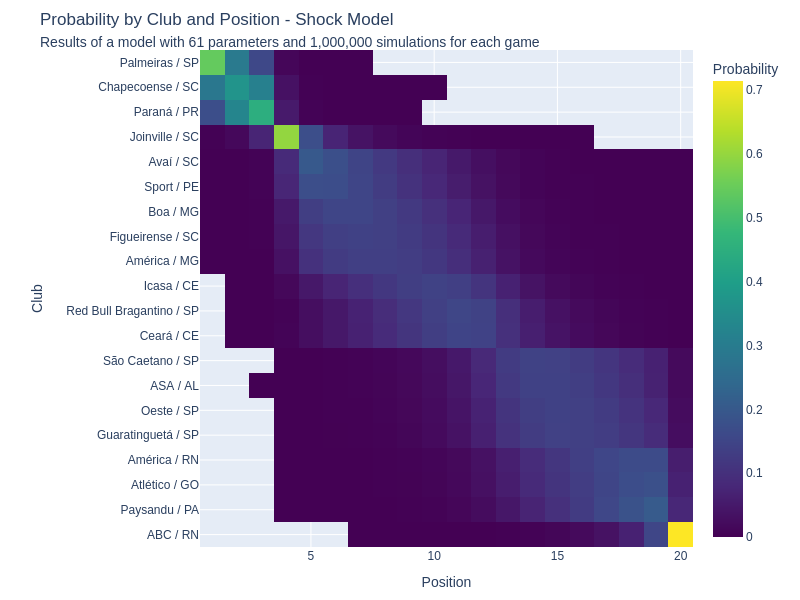 Probability by Club and Position - Shock Model
Results of a model with 61 parameters and 1,000,000 simulations for each game
Palmeiras / SP
Chapecoense / SC
Paraná / PR
Joinville / SC
Avaí / SC
Sport / PE
Boa / MG
Figueirense / SC
América / MG
Icasa / CE
Red Bull Bragantino / SP
Ceará / CE
São Caetano / SP
ASA / AL
Oeste / SP
Guaratinguetá / SP
América / RN
Atlético / GO
Paysandu / PA
ABC / RN
Club
5
10
15
20
Position
Probability
0.7
0.6
0.5
0.4
0.3
0.2
0.1
0